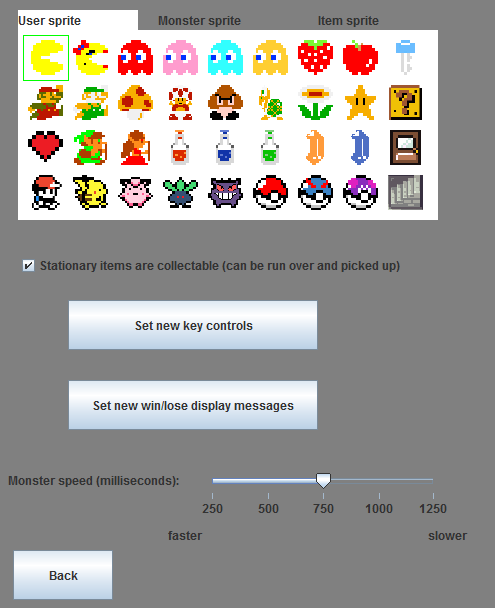 User sprite Monster sprite Item sprite
Stationary items are collectable (can be run over and picked up)
Set new key controls
Set new win/lose display messages
Monster speed (milliseconds):
250 500 750 1000 1250
faster slower
Back